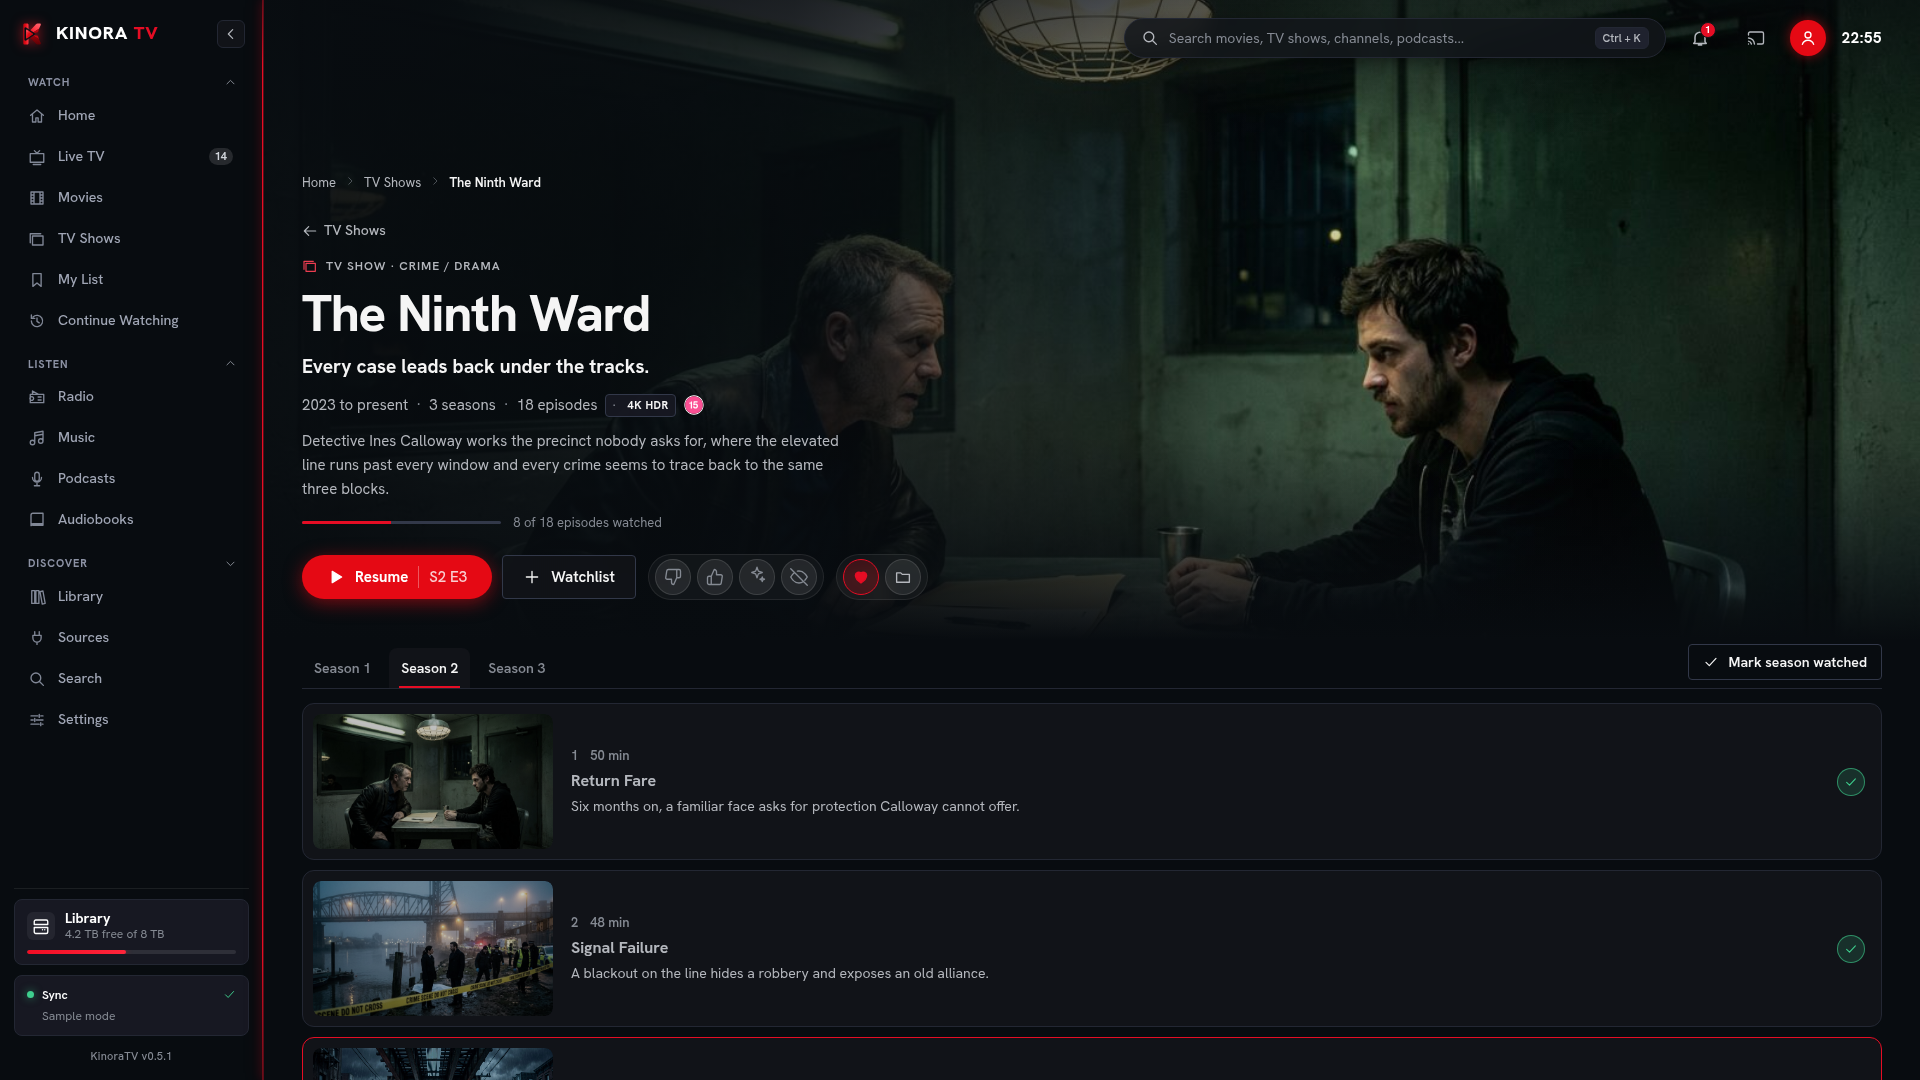 KINORA TV
WATCH
Home
Live TV 14
Movies
TV Shows
My List
Continue Watching
LISTEN
Radio
Music
Podcasts
Audiobooks
DISCOVER
Library
Sources
Search
Settings
Library
4.2 TB free of 8 TB
Sync
Sample mode
KinoraTV v0.5.1
Search movies, TV shows, channels, podcasts... Ctrl + K
1
22:55
Home TV Shows The Ninth Ward
TV Shows
TV SHOW · CRIME / DRAMA
The Ninth Ward
Every case leads back under the tracks.
2023 to present · 3 seasons · 18 episodes · 4K HDR 15
Detective Ines Calloway works the precinct nobody asks for, where the elevated
line runs past every window and every crime seems to trace back to the same
three blocks.
8 of 18 episodes watched
Resume S2 E3
Watchlist
Season 1 Season 2 Season 3
Mark season watched
1 50 min
Return Fare
Six months on, a familiar face asks for protection Calloway cannot offer.
2 48 min
Signal Failure
A blackout on the line hides a robbery and exposes an old alliance.
DO NOT CROSS